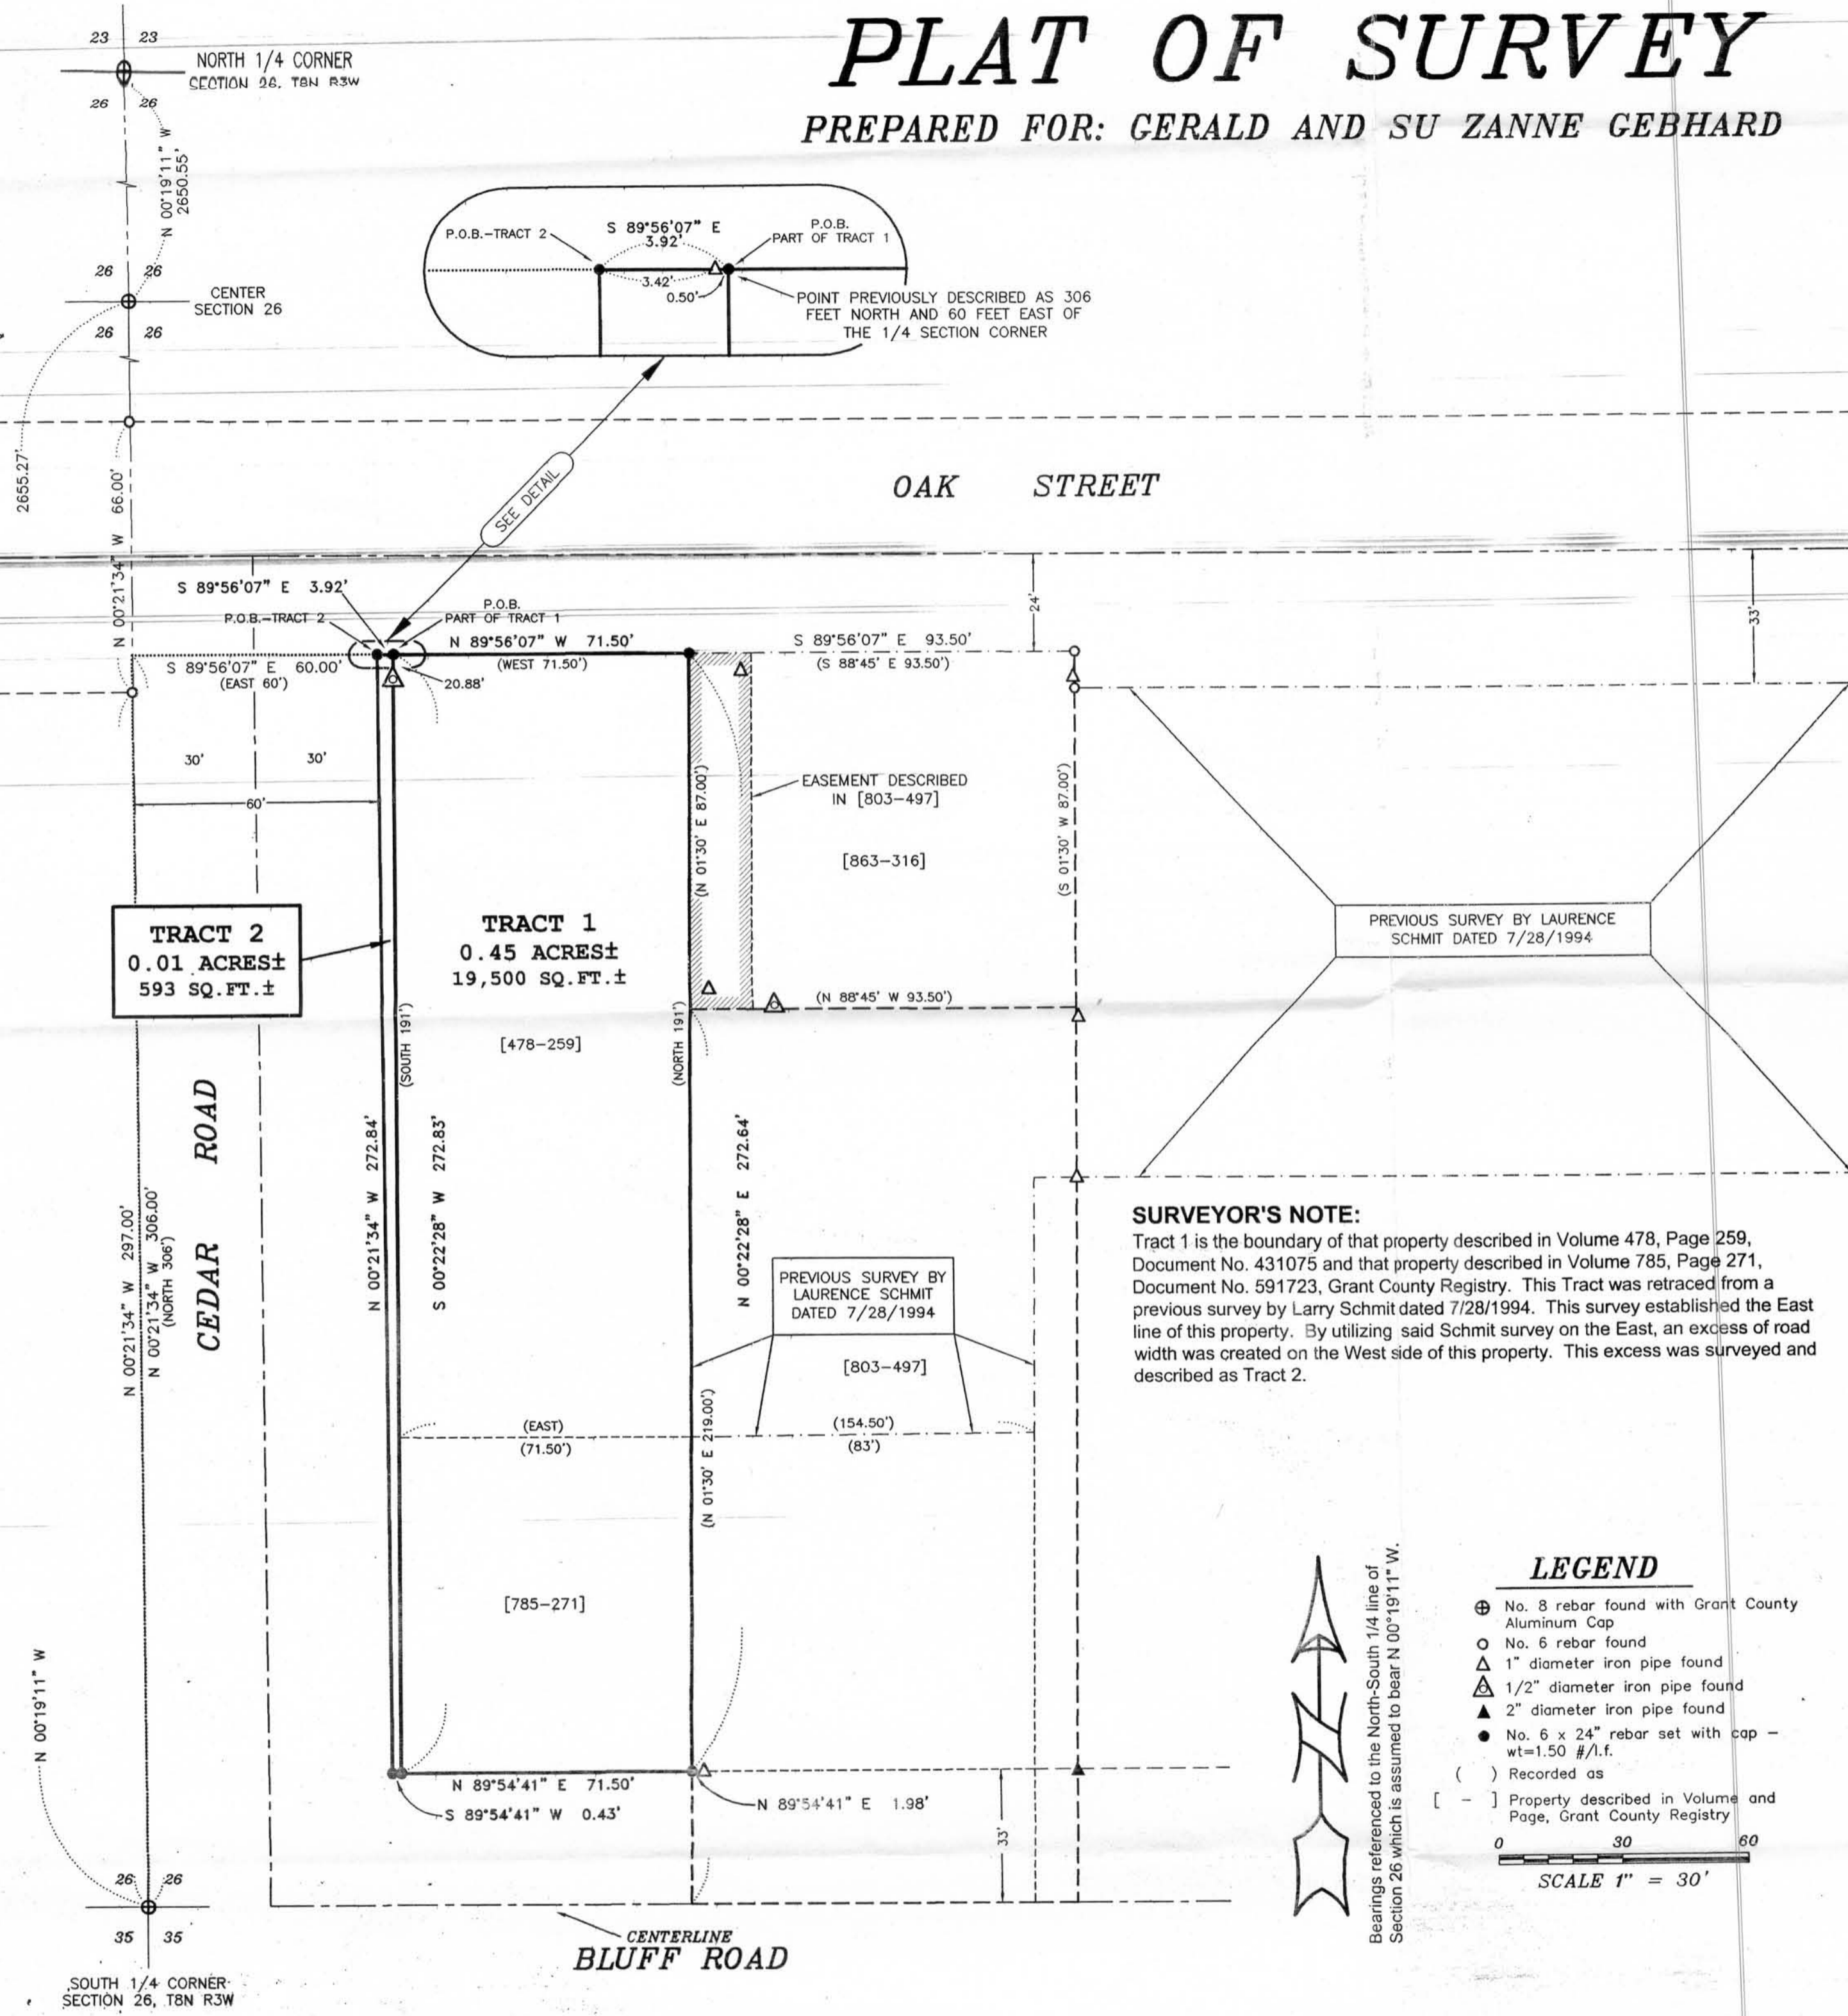 PLAT OF SURVEY
PREPARED FOR: GERALD AND SU ZANNE GEBHARD
23 23
NORTH 1/4 CORNER
SECTION 26, T8N R3W
26 26
N 00°19'11" W
2650.55'
26 26
CENTER
SECTION 26
26 26
2655.27'
P.O.B.-TRACT 2
S 89°56'07" E
3.92'
P.O.B.
PART OF TRACT 1
3.42'
0.50'
POINT PREVIOUSLY DESCRIBED AS 306
FEET NORTH AND 60 FEET EAST OF
THE 1/4 SECTION CORNER
SEE DETAIL
OAK STREET
N 00°21'34" W 66.00'
S 89°56'07" E 3.92'
P.O.B.-TRACT 2
P.O.B.
PART OF TRACT 1
N 89°56'07" W 71.50'
(WEST 71.50')
S 89°56'07" E 93.50'
(S 88°45' E 93.50')
24'
33'
S 89°56'07" E 60.00'
(EAST 60')
20.88'
30' 30'
60'
(N 01°30' E 87.00')
EASEMENT DESCRIBED
IN [803-497]
[863-316]
(S 01°30' W 87.00')
TRACT 2
0.01 ACRES±
593 SQ.FT.±
TRACT 1
0.45 ACRES±
19,500 SQ.FT.±
PREVIOUS SURVEY BY LAURENCE
SCHMIT DATED 7/28/1994
(N 88°45' W 93.50')
(SOUTH 191')
[478-259]
(NORTH 191')
CEDAR ROAD
N 00°21'34" W 297.00'
N 00°21'34" W 306.00'
(NORTH 306')
N 00°21'34" W 272.84'
S 00°22'28" W 272.83'
N 00°22'28" E 272.64'
SURVEYOR'S NOTE:
Tract 1 is the boundary of that property described in Volume 478, Page 259,
Document No. 431075 and that property described in Volume 785, Page 271,
Document No. 591723, Grant County Registry. This Tract was retraced from a
previous survey by Larry Schmit dated 7/28/1994. This survey established the East
line of this property. By utilizing said Schmit survey on the East, an excess of road
width was created on the West side of this property. This excess was surveyed and
described as Tract 2.
PREVIOUS SURVEY BY
LAURENCE SCHMIT
DATED 7/28/1994
[803-497]
(EAST)
(71.50')
(154.50')
(83')
(N 01°30' E 219.00')
[785-271]
N 00°19'11" W
N 89°54'41" E 71.50'
S 89°54'41" W 0.43'
N 89°54'41" E 1.98'
33'
26 26
35 35
SOUTH 1/4 CORNER
SECTION 26, T8N R3W
CENTERLINE
BLUFF ROAD
N
Bearings referenced to the North-South 1/4 line of
Section 26 which is assumed to bear N 00°19'11" W.
LEGEND
No. 8 rebar found with Grant County
Aluminum Cap
No. 6 rebar found
1" diameter iron pipe found
1/2" diameter iron pipe found
2" diameter iron pipe found
No. 6 x 24" rebar set with cap -
wt=1.50 #/l.f.
( ) Recorded as
[ - ] Property described in Volume and
Page, Grant County Registry
0 30 60
SCALE 1" = 30'